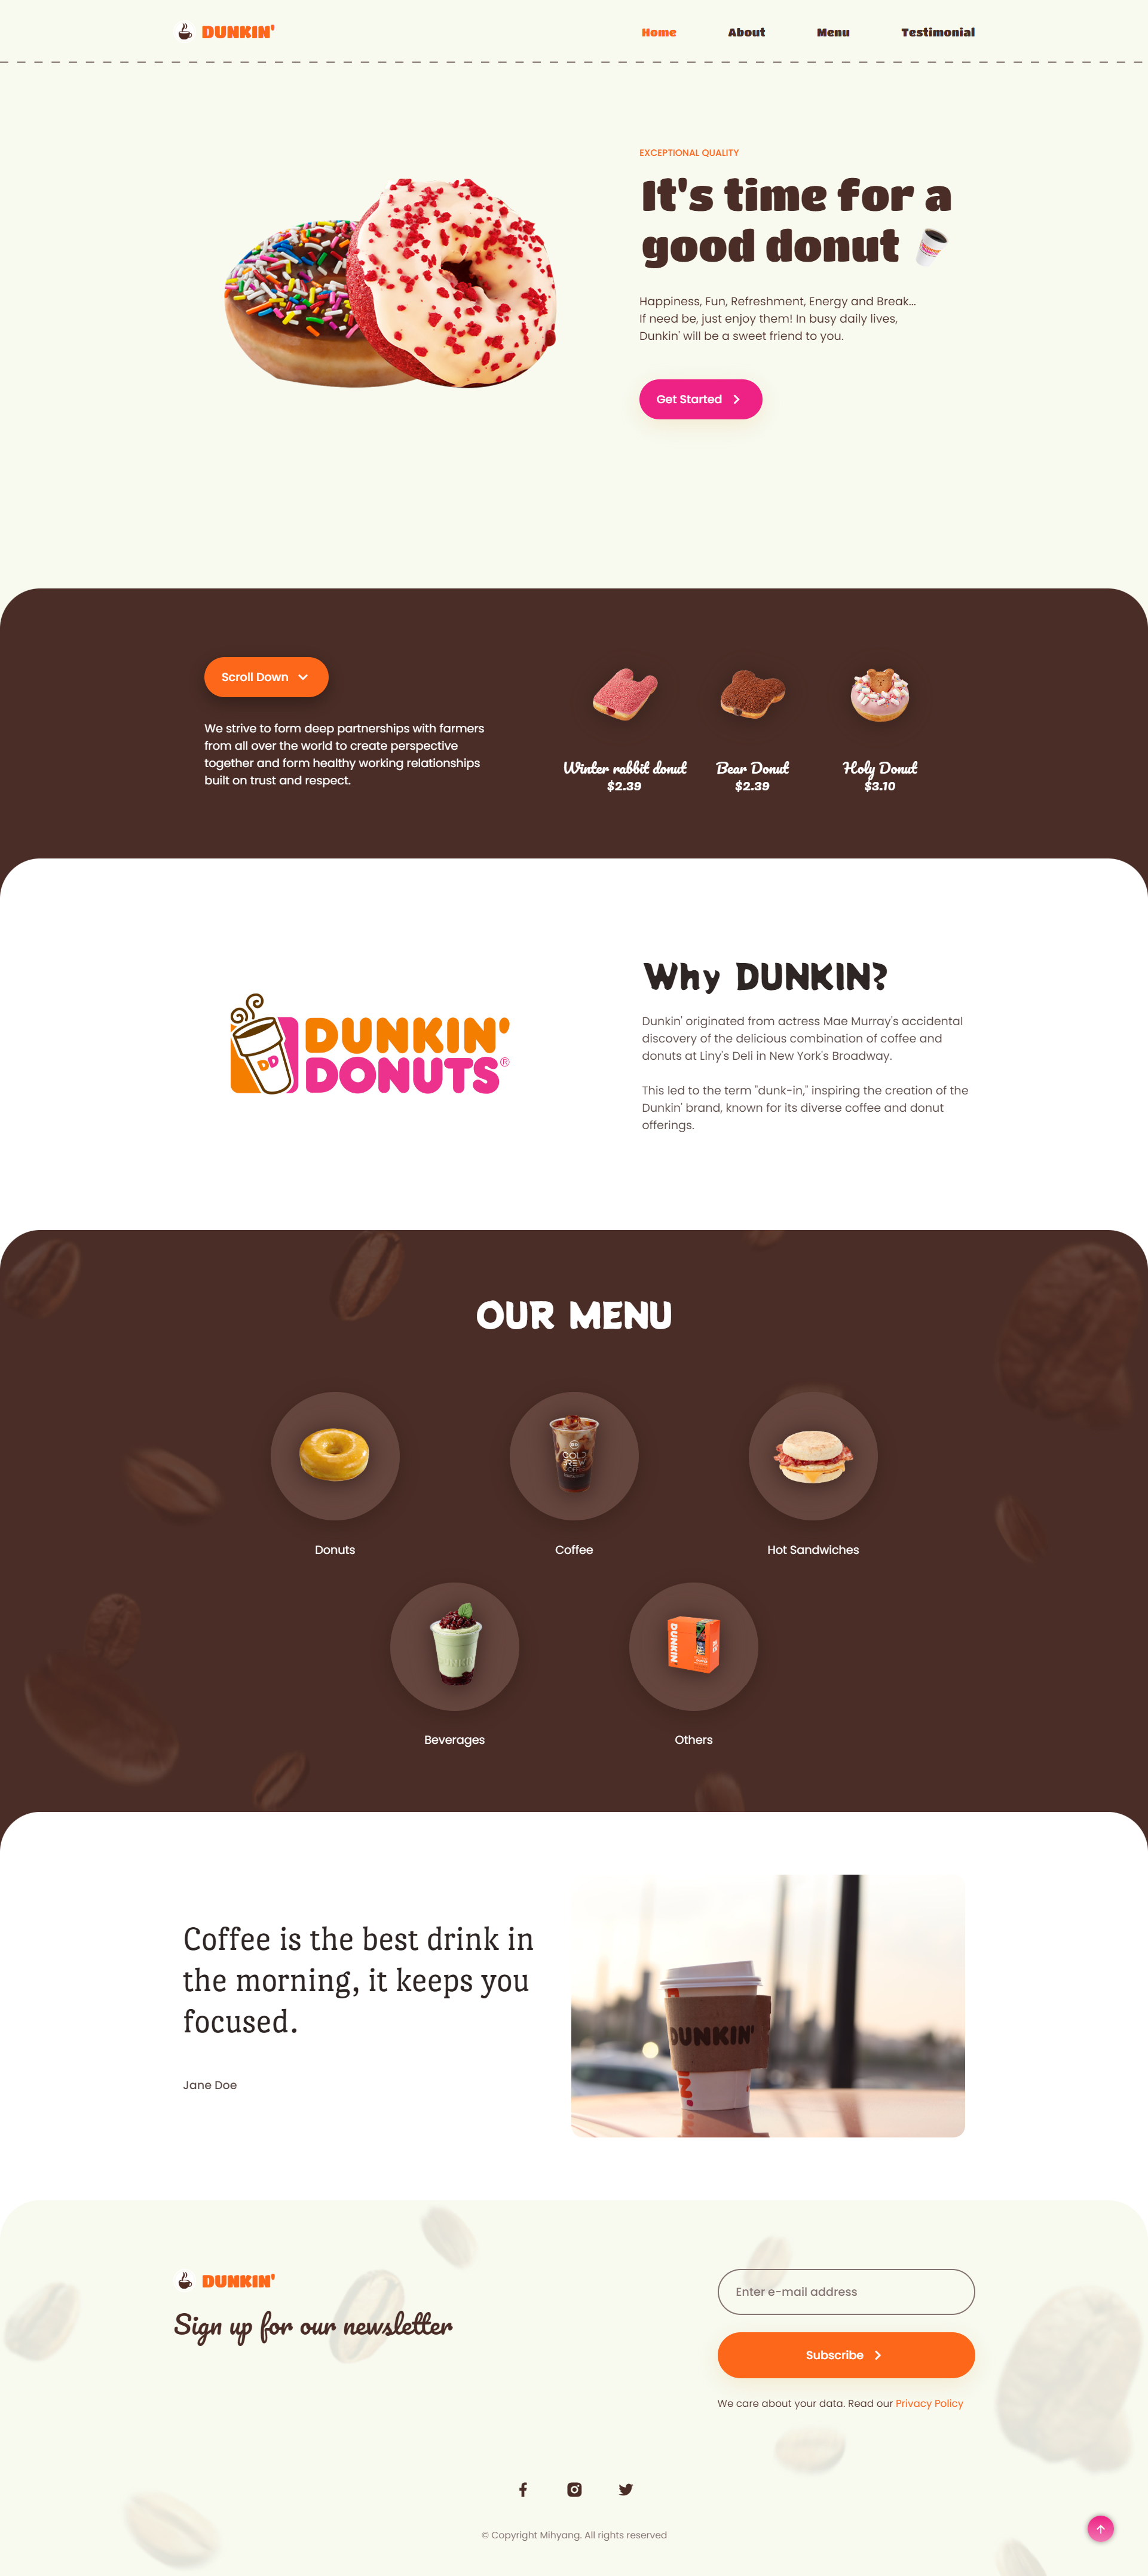 DUNKIN'
Home About Menu Testimonial
EXCEPTIONAL QUALITY
It's time for a
good donut
Happiness, Fun, Refreshment, Energy and Break...
If need be, just enjoy them! In busy daily lives,
Dunkin' will be a sweet friend to you.
Get Started
Scroll Down
We strive to form deep partnerships with farmers
from all over the world to create perspective
together and form healthy working relationships
built on trust and respect.
Winter rabbit donut
$2.39
Bear Donut
$2.39
Holy Donut
$3.10
DD
DUNKIN'
DONUTS®
Why DUNKIN?
Dunkin' originated from actress Mae Murray's accidental
discovery of the delicious combination of coffee and
donuts at Liny's Deli in New York's Broadway.
This led to the term "dunk-in," inspiring the creation of the
Dunkin' brand, known for its diverse coffee and donut
offerings.
OUR MENU
COLD
BREW
Donuts
Coffee
Hot Sandwiches
DUNKIN'
Beverages
Others
Coffee is the best drink in
the morning, it keeps you
focused.
Jane Doe
DUNKIN'
DUNKIN'
Sign up for our newsletter
Enter e-mail address
Subscribe
We care about your data. Read our Privacy Policy
© Copyright Mihyang. All rights reserved